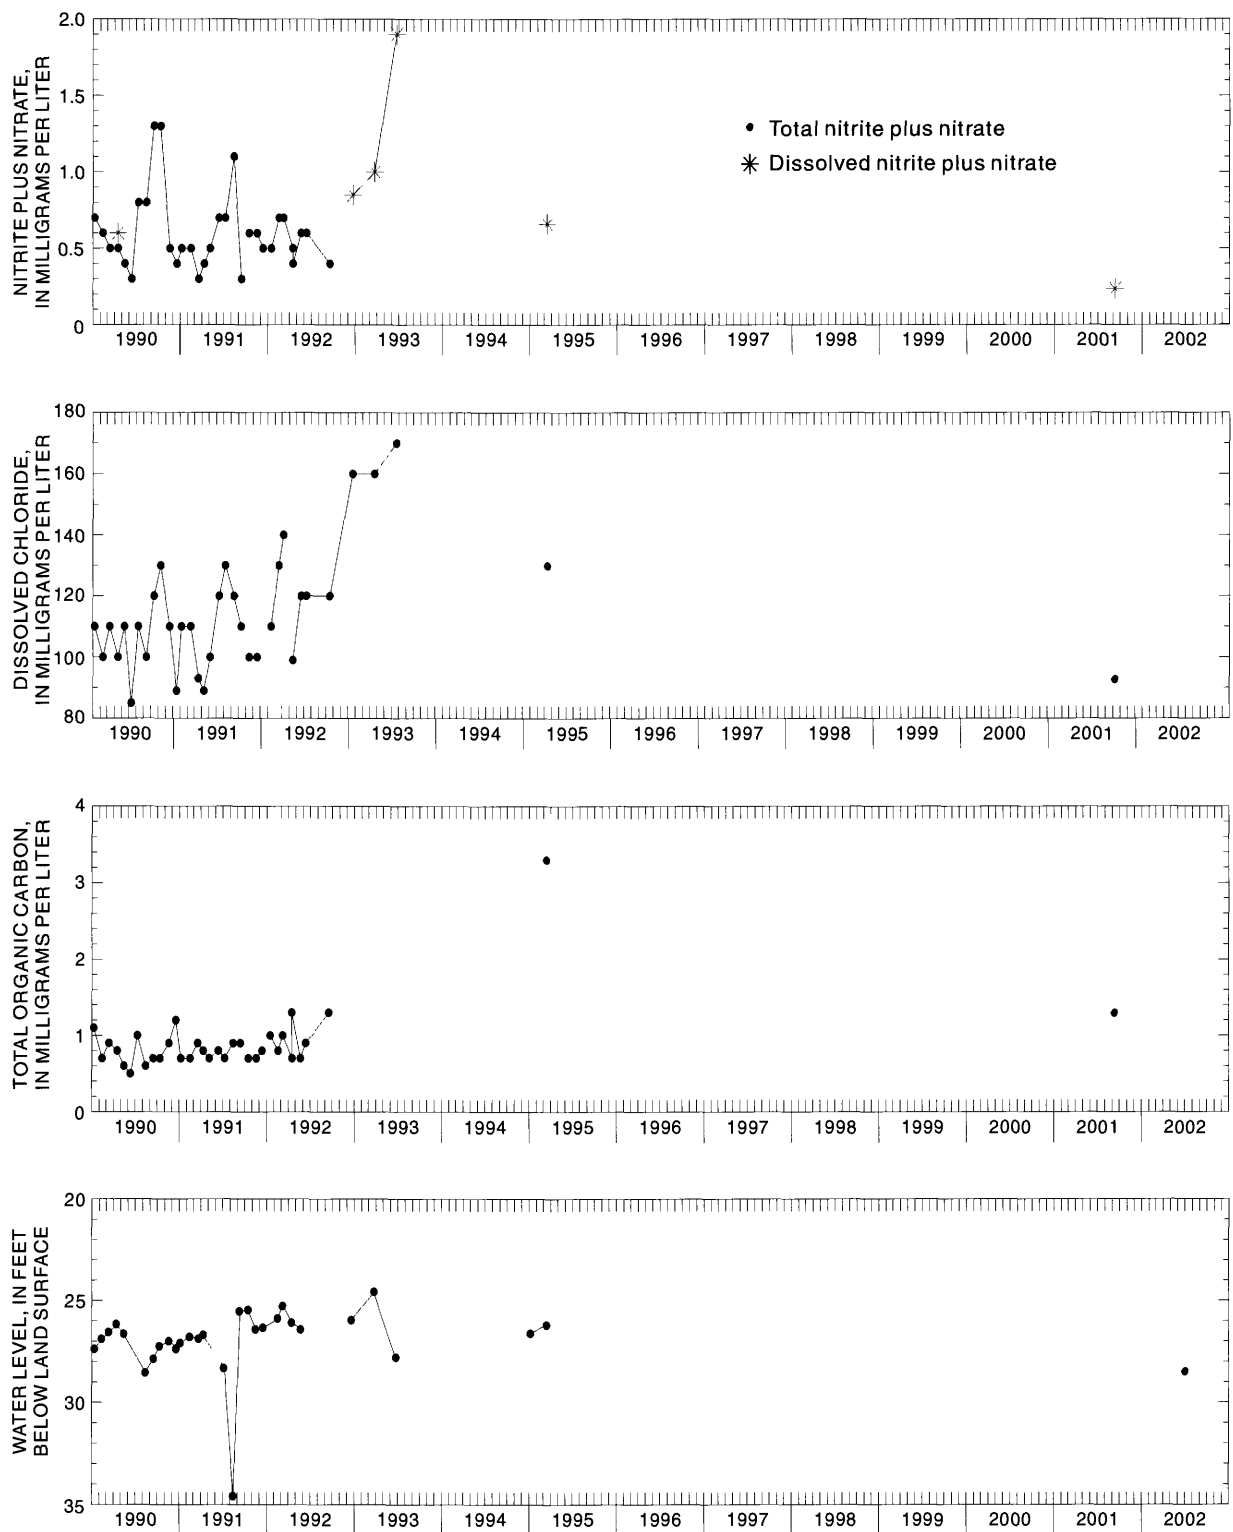 NITRITE PLUS NITRATE,
IN MILLIGRAMS PER LITER
2.0
1.5
1.0
0.5
0
Total nitrite plus nitrate
Dissolved nitrite plus nitrate
1990 1991 1992 1993 1994 1995 1996 1997 1998 1999 2000 2001 2002
DISSOLVED CHLORIDE,
IN MILLIGRAMS PER LITER
180
160
140
120
100
80
1990 1991 1992 1993 1994 1995 1996 1997 1998 1999 2000 2001 2002
TOTAL ORGANIC CARBON,
IN MILLIGRAMS PER LITER
4
3
2
1
0
1990 1991 1992 1993 1994 1995 1996 1997 1998 1999 2000 2001 2002
WATER LEVEL, IN FEET
BELOW LAND SURFACE
20
25
30
35
1990 1991 1992 1993 1994 1995 1996 1997 1998 1999 2000 2001 2002